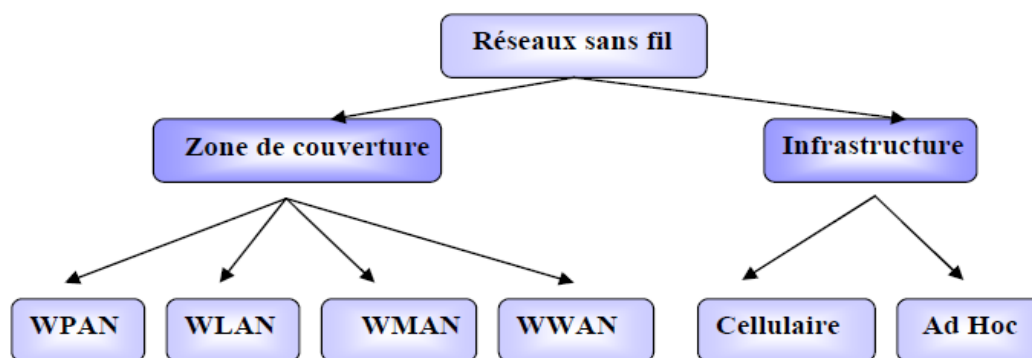 Réseaux sans fil
Zone de couverture
Infrastructure
WPAN
WLAN
WMAN
WWAN
Cellulaire
Ad Hoc